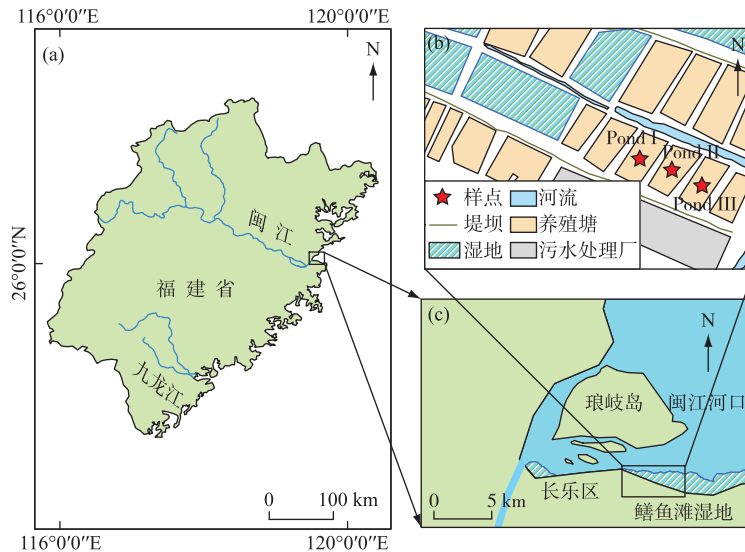 116°0′0″E
120°0′0″E
(a)
N
闽江
福建省
九龙江
26°0′0″N
0
100 km
116°0′0″E
120°0′0″E
(b)
N
Pond I
Pond II
Pond III
样点
河流
堤坝
养殖塘
湿地
污水处理厂
(c)
N
琅岐岛
闽江河口
长乐区
0
5 km
鳝鱼滩湿地